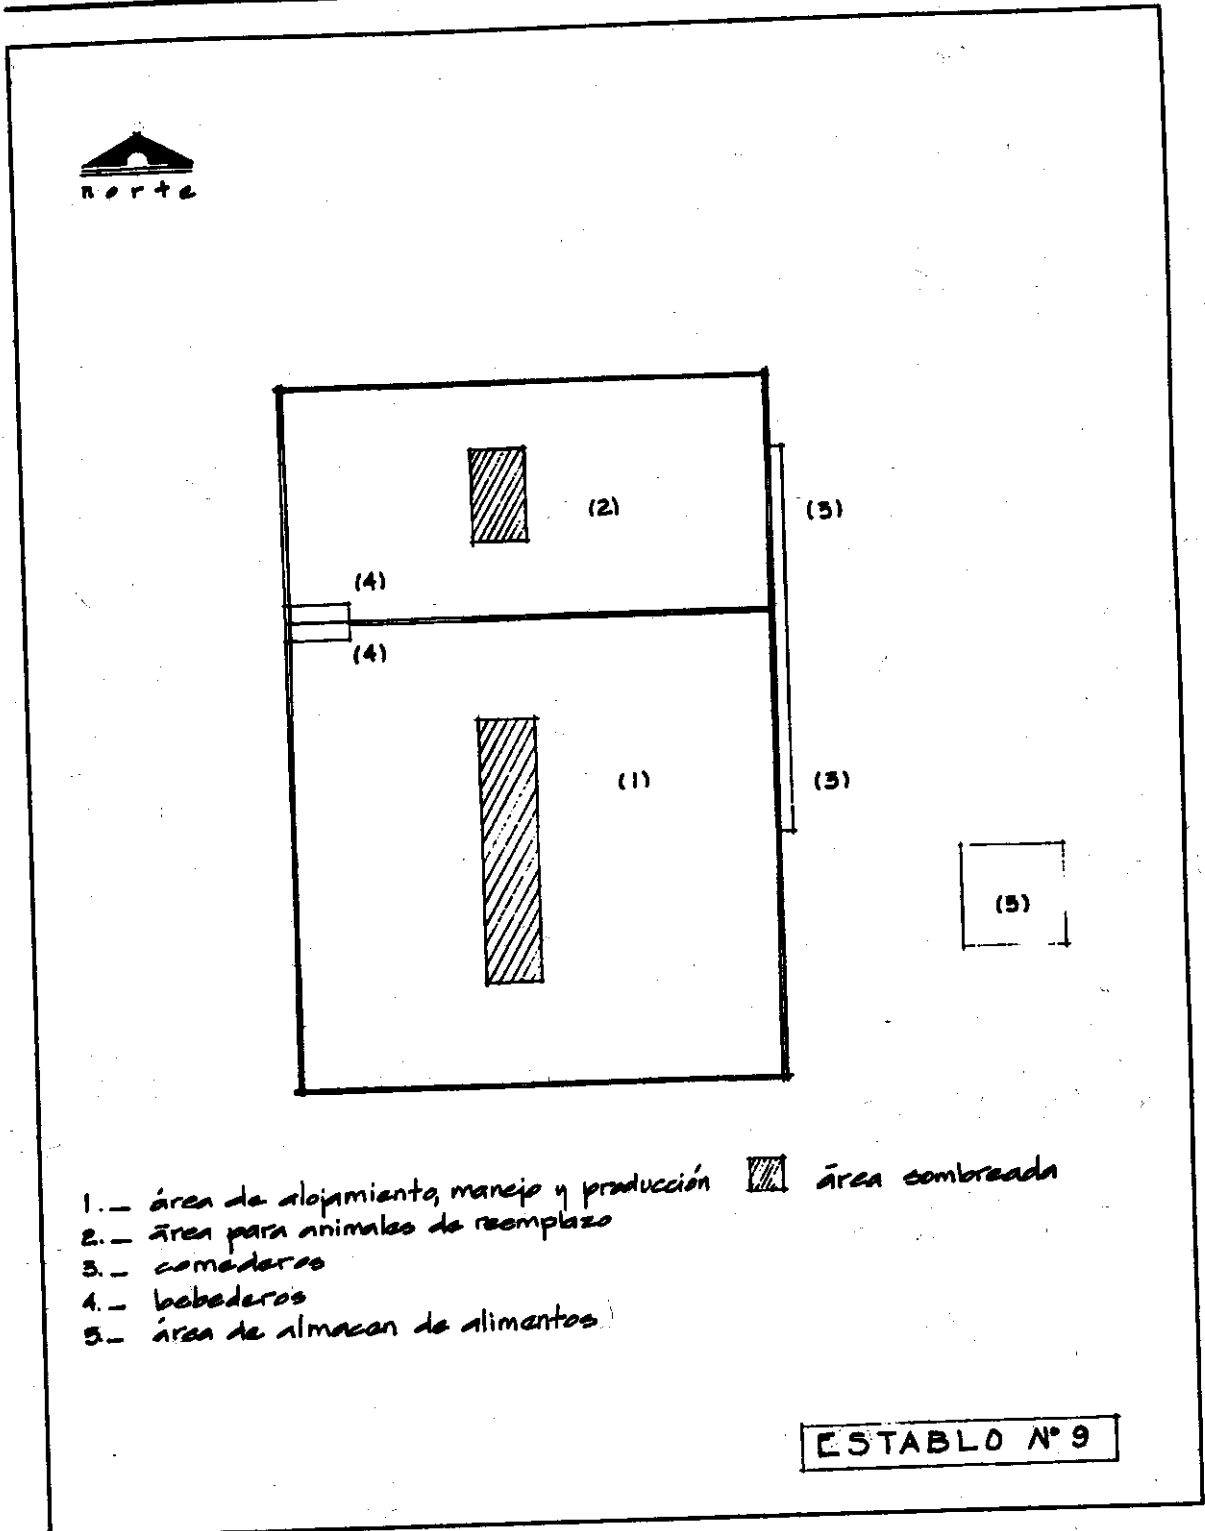 norte
(2)
(3)
(4)
(4)
(1)
(3)
(5)
1.- área de alojamiento, manejo y producción
área sombreada
2.- área para animales de reemplazo
3.- comederos
4.- bebederos
5.- área de almacen de alimentos
ESTABLO Nº 9